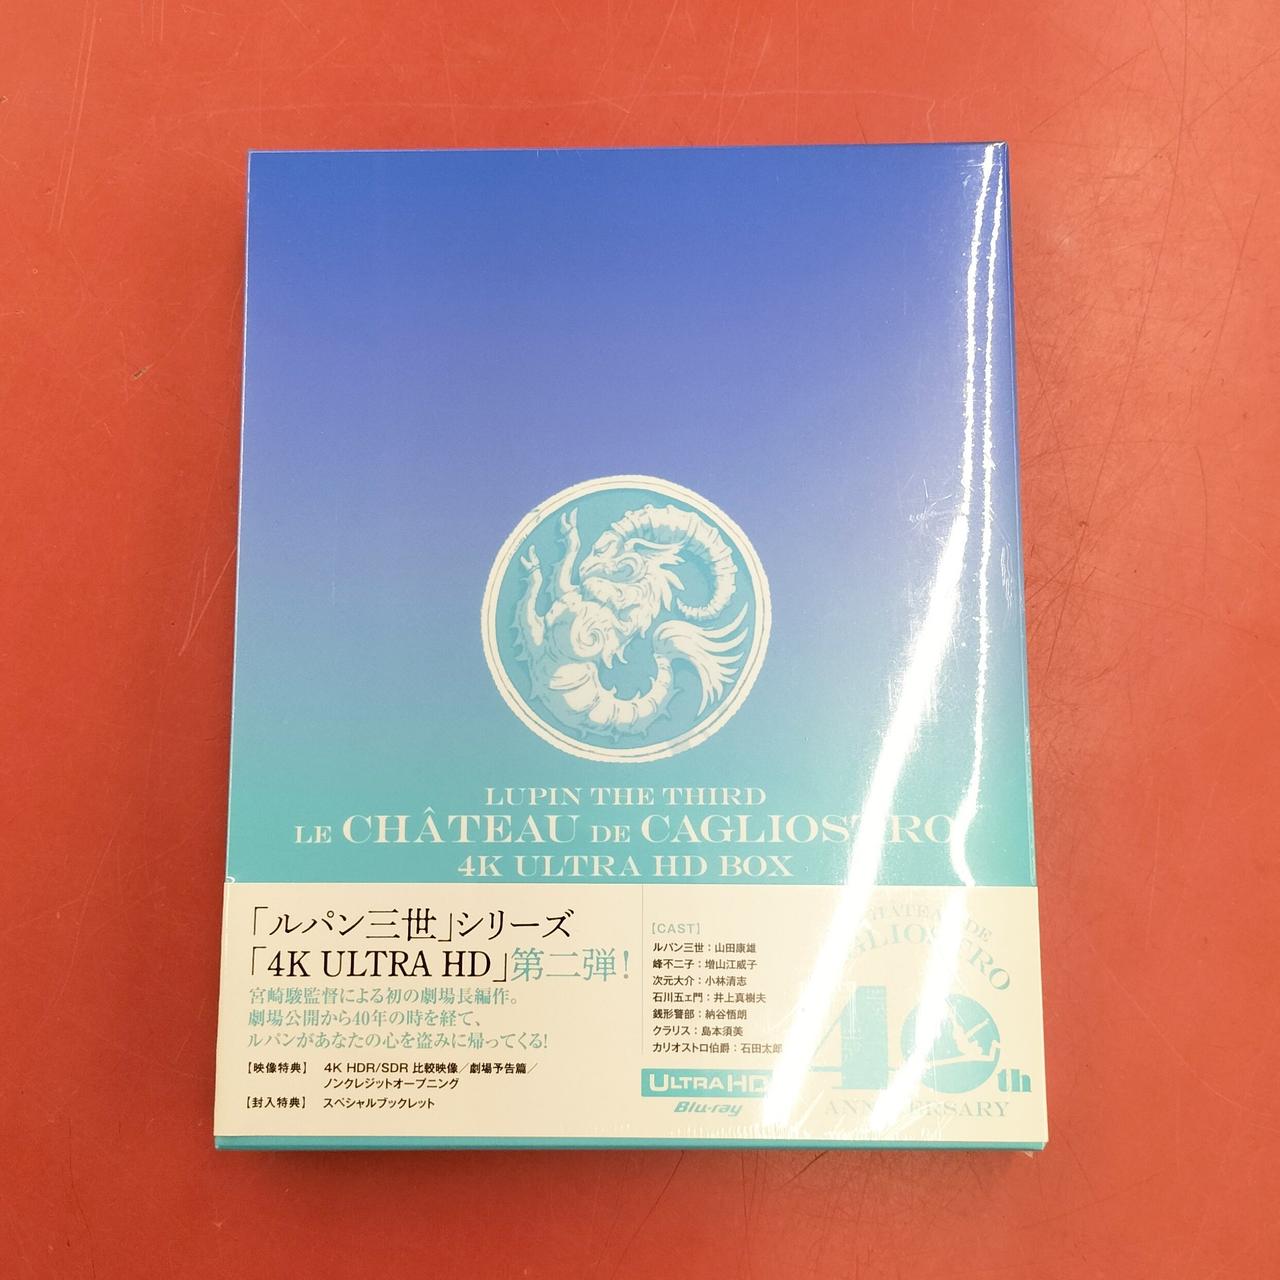 LUPIN THE THIRD
LE CHÂTEAU DE CAGLIOSTRO
4K ULTRA HD BOX
「ルパン三世」シリーズ
「4K ULTRA HD」第二弾!
宮崎駿監督による初の劇場長編作。
劇場公開から40年の時を経て、
ルパンがあなたの心を盗みに帰ってくる!
【映像特典】 4K HDR/SDR 比較映像/劇場予告篇/
ノンクレジットオープニング
【封入特典】 スペシャルブックレット
【CAST】
ルパン三世:山田康雄
峰不二子:増山江威子
次元大介:小林清志
石川五ェ門:井上真樹夫
銭形警部:納谷悟朗
クラリス:島本須美
カリオストロ伯爵:石田太郎
ULTRA HD
Blu-ray
CHÂTEAU DE
CAGLIOSTRO
40th
ANNIVERSARY